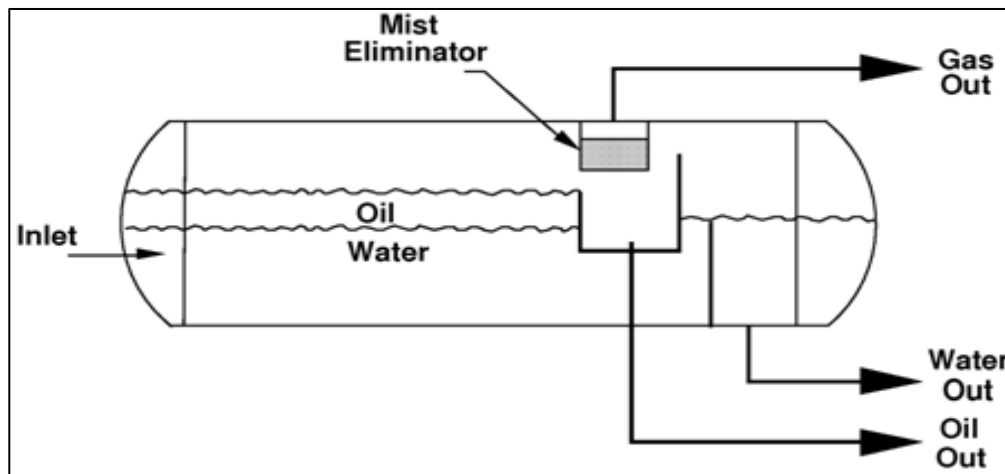 Mist
Eliminator
Gas
Out
Oil
Inlet
Water
Water
Out
Oil
Out